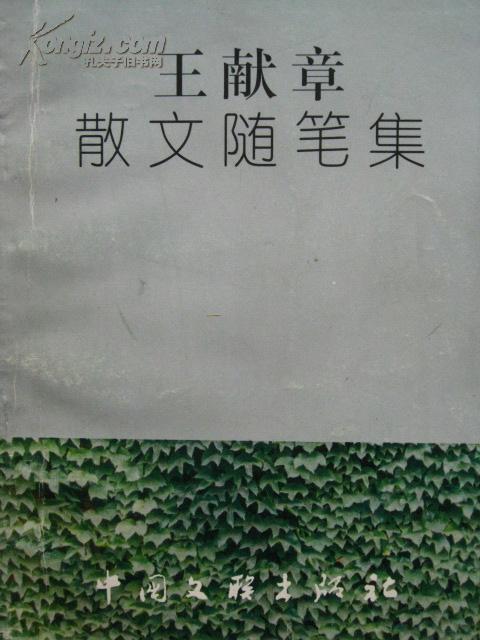 Kongfz.com
孔夫子旧书网
王献章
散文随笔集
中国文联出版社